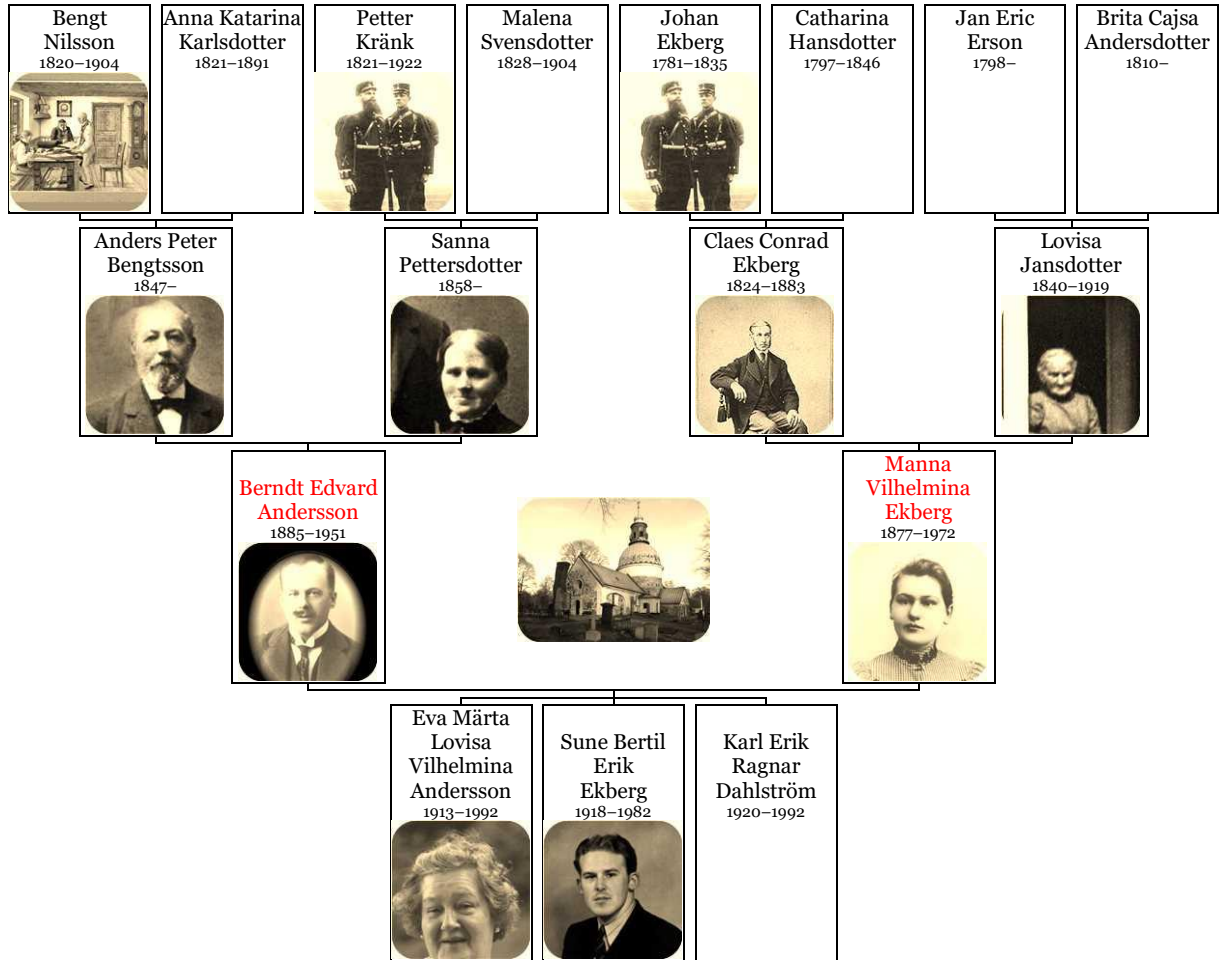 Bengt
Nilsson
1820–1904
Anna Katarina
Karlsdotter
1821–1891
Petter
Kränk
1821–1922
Malena
Svensdotter
1828–1904
Johan
Ekberg
1781–1835
Catharina
Hansdotter
1797–1846
Jan Eric
Erson
1798–
Brita Cajsa
Andersdotter
1810–
Anders Peter
Bengtsson
1847–
Sanna
Pettersdotter
1858–
Claes Conrad
Ekberg
1824–1883
Lovisa
Jansdotter
1840–1919
Berndt Edvard
Andersson
1885–1951
Manna
Vilhelmina
Ekberg
1877–1972
Eva Märta
Lovisa
Vilhelmina
Andersson
1913–1992
Sune Bertil
Erik
Ekberg
1918–1982
Karl Erik
Ragnar
Dahlström
1920–1992